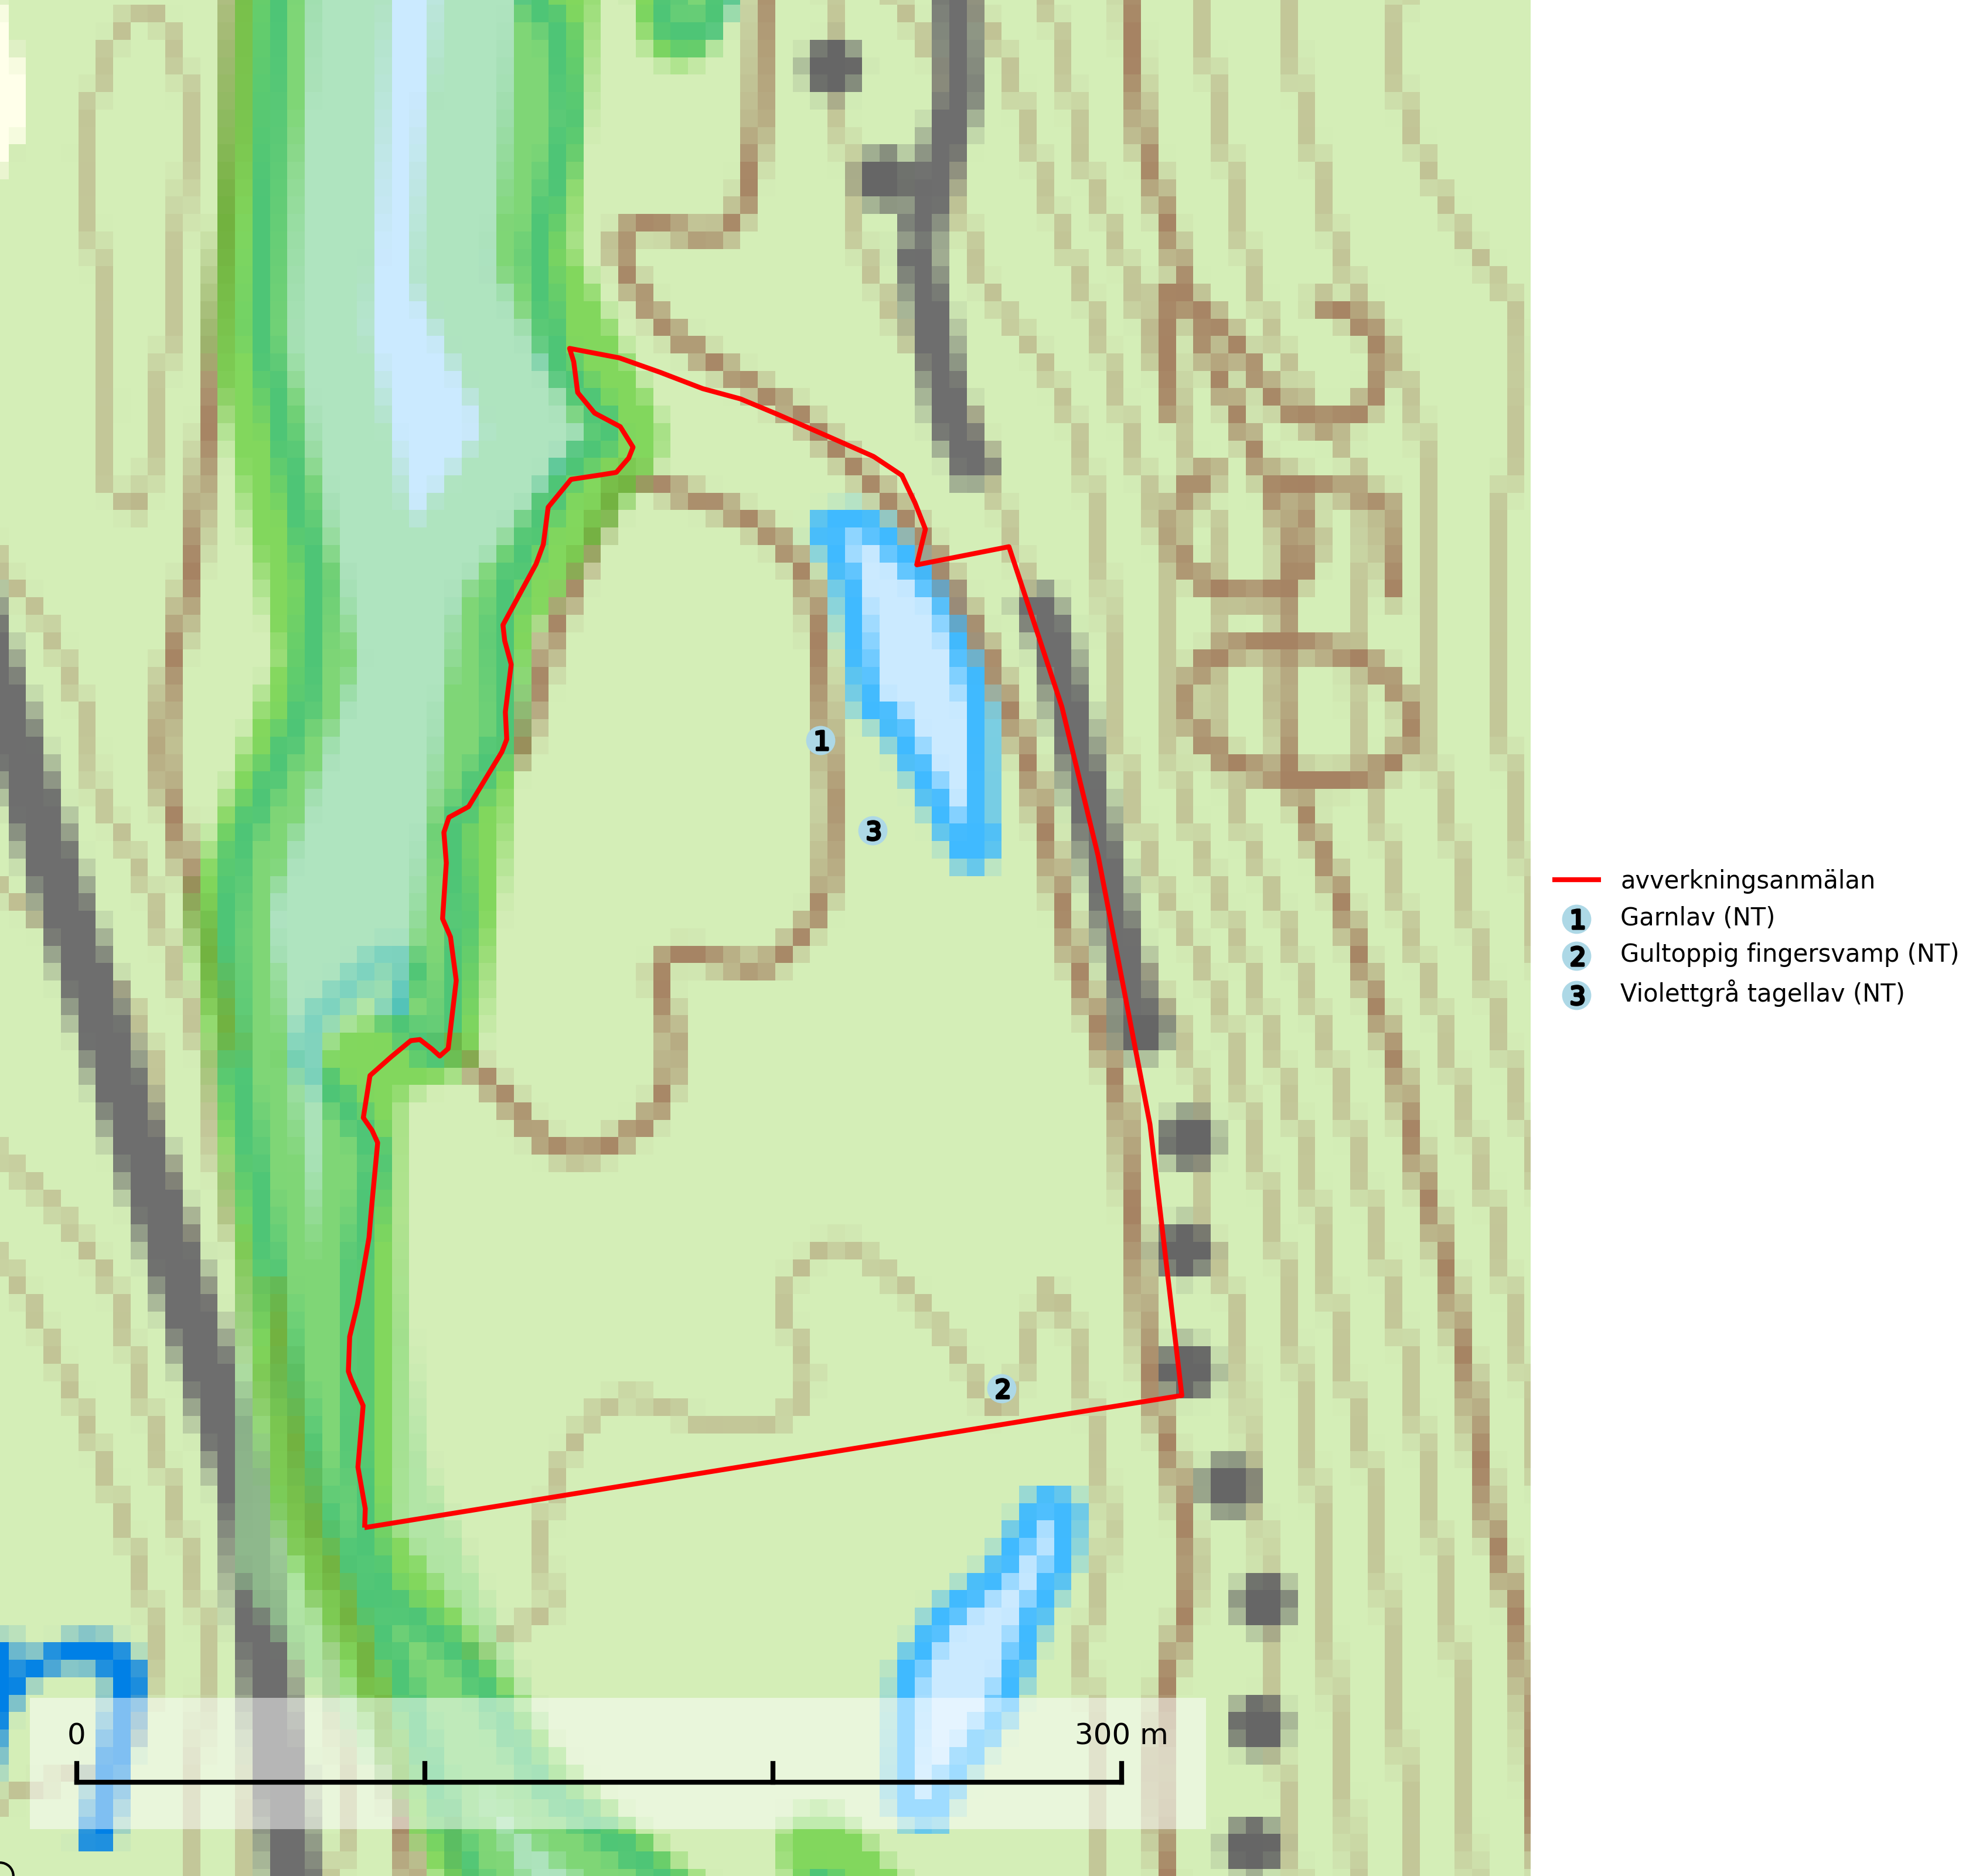 1
3
2
avverkningsanmälan
1 Garnlav (NT)
2 Gultoppig fingersvamp (NT)
3 Violettgrå tagellav (NT)
0 300 m